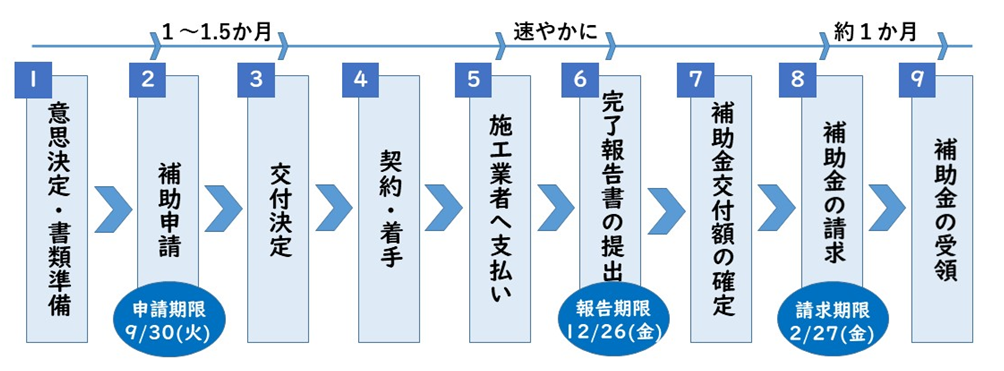 1～1.5か月
速やかに
約1か月
1
意思決定・書類準備
2
補助申請
申請期限
9/30(火)
3
交付決定
4
契約・着手
5
施工業者へ支払い
6
完了報告書の提出
報告期限
12/26(金)
7
補助金交付額の確定
8
補助金の請求
請求期限
2/27(金)
9
補助金の受領